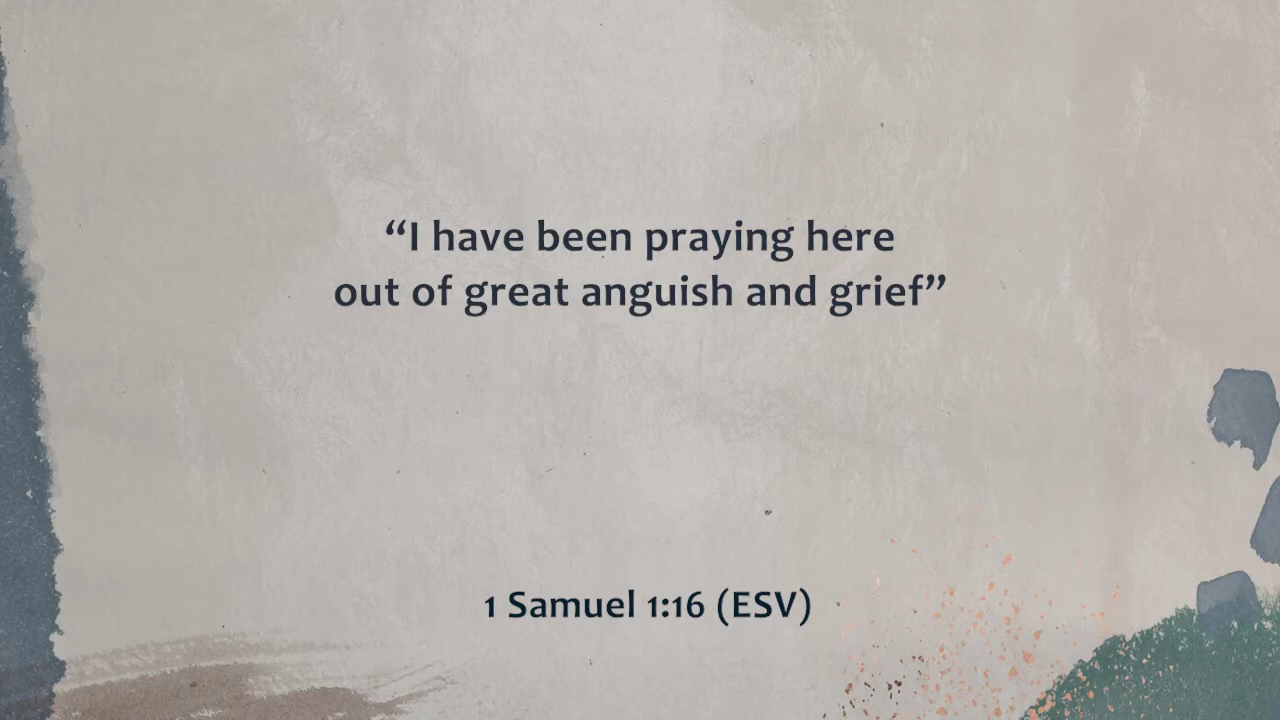 “I have been praying here
out of great anguish and grief”
1 Samuel 1:16 (ESV)